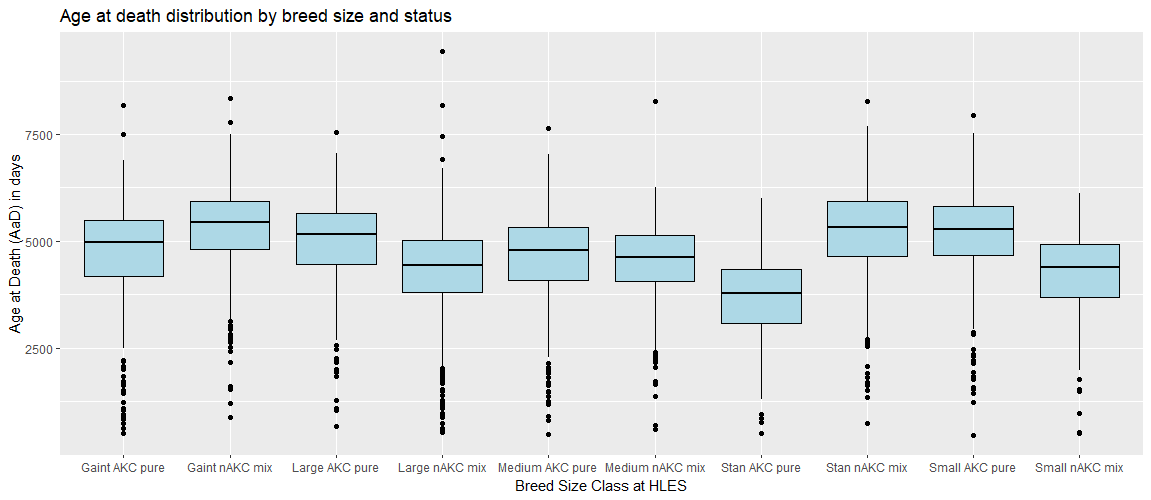 Age at death distribution by breed size and status
Age at Death (AaD) in days
7500
5000
2500
Gaint AKC pure Gaint nAKC mix Large AKC pure Large nAKC mix Medium AKC pure Medium nAKC mix Stan AKC pure Stan nAKC mix Small AKC pure Small nAKC mix
Breed Size Class at HLES